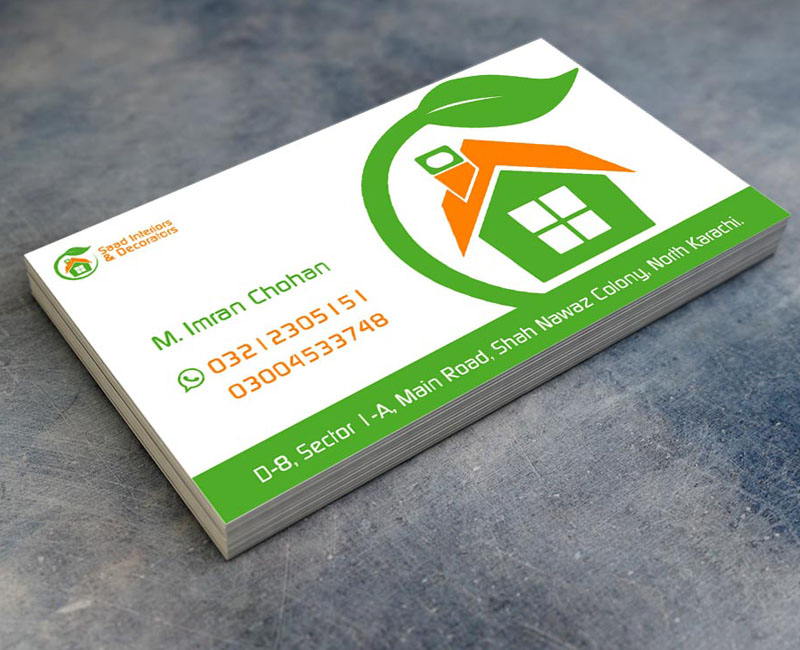 Saad Interiors
& Decorators
M. Imran Chohan
03212305151
03004533748
D-8, Sector 1-A, Main Road, Shah Nawaz Colony, North Karachi.